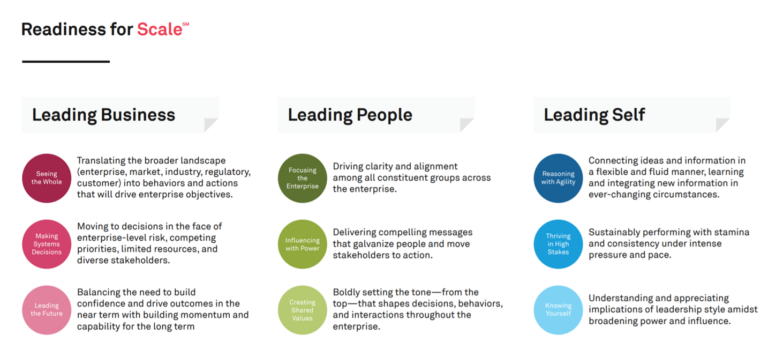 Readiness for Scale℠
Leading Business
Seeing
the Whole
Translating the broader landscape
(enterprise, market, industry, regulatory,
customer) into behaviors and actions
that will drive enterprise objectives.
Making
Systems
Decisions
Moving to decisions in the face of
enterprise-level risk, competing
priorities, limited resources, and
diverse stakeholders.
Leading
the Future
Balancing the need to build
confidence and drive outcomes in the
near term with building momentum and
capability for the long term
Leading People
Focusing
the Enterprise
Driving clarity and alignment
among all constituent groups across
the enterprise.
Influencing
with Power
Delivering compelling messages
that galvanize people and move
stakeholders to action.
Creating
Shared
Values
Boldly setting the tone—from the
top—that shapes decisions, behaviors,
and interactions throughout the
enterprise.
Leading Self
Reasoning
with Agility
Connecting ideas and information in
a flexible and fluid manner, learning
and integrating new information in
ever-changing circumstances.
Thriving
in High
Stakes
Sustainably performing with stamina
and consistency under intense
pressure and pace.
Knowing
Yourself
Understanding and appreciating
implications of leadership style amidst
broadening power and influence.